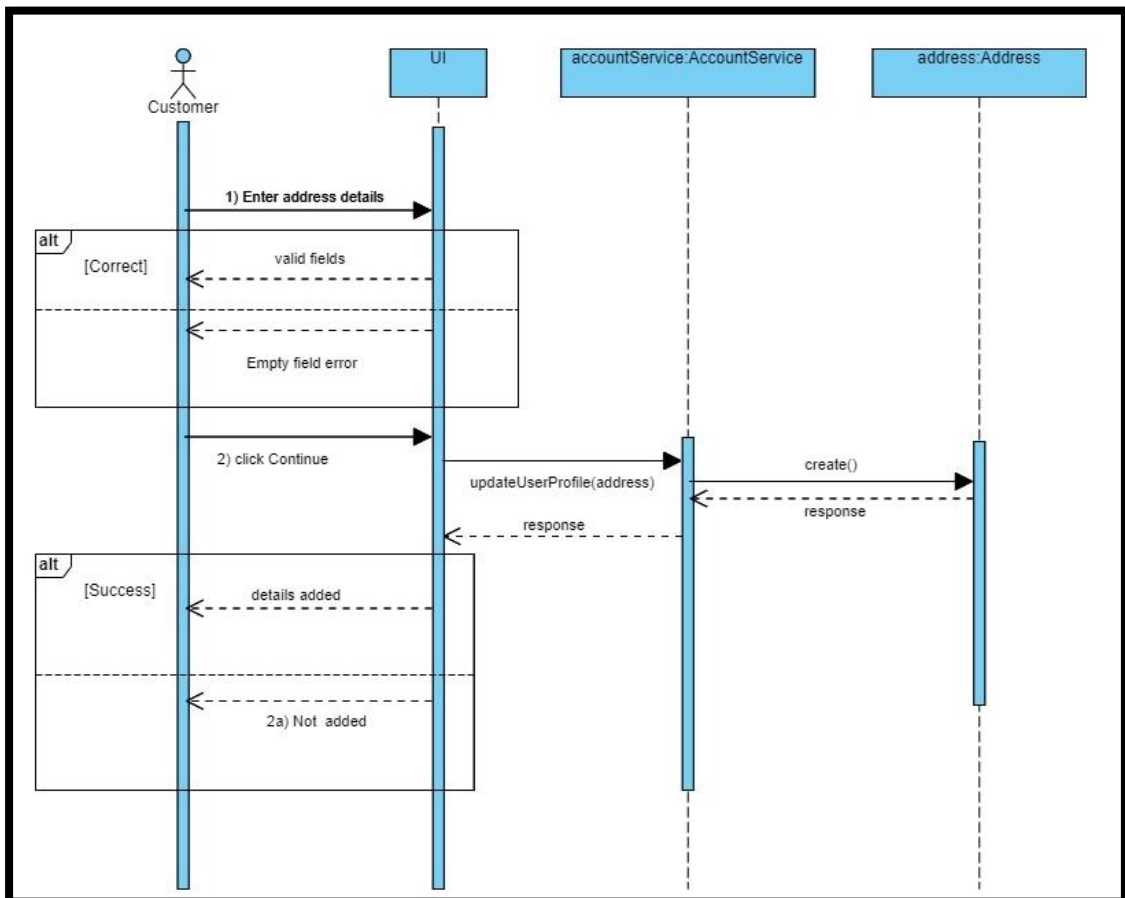 UI
accountService:AccountService
address:Address
Customer
1) Enter address details
alt
[Correct]
valid fields
Empty field error
2) click Continue
updateUserProfile(address)
create()
response
response
alt
[Success]
details added
2a) Not added